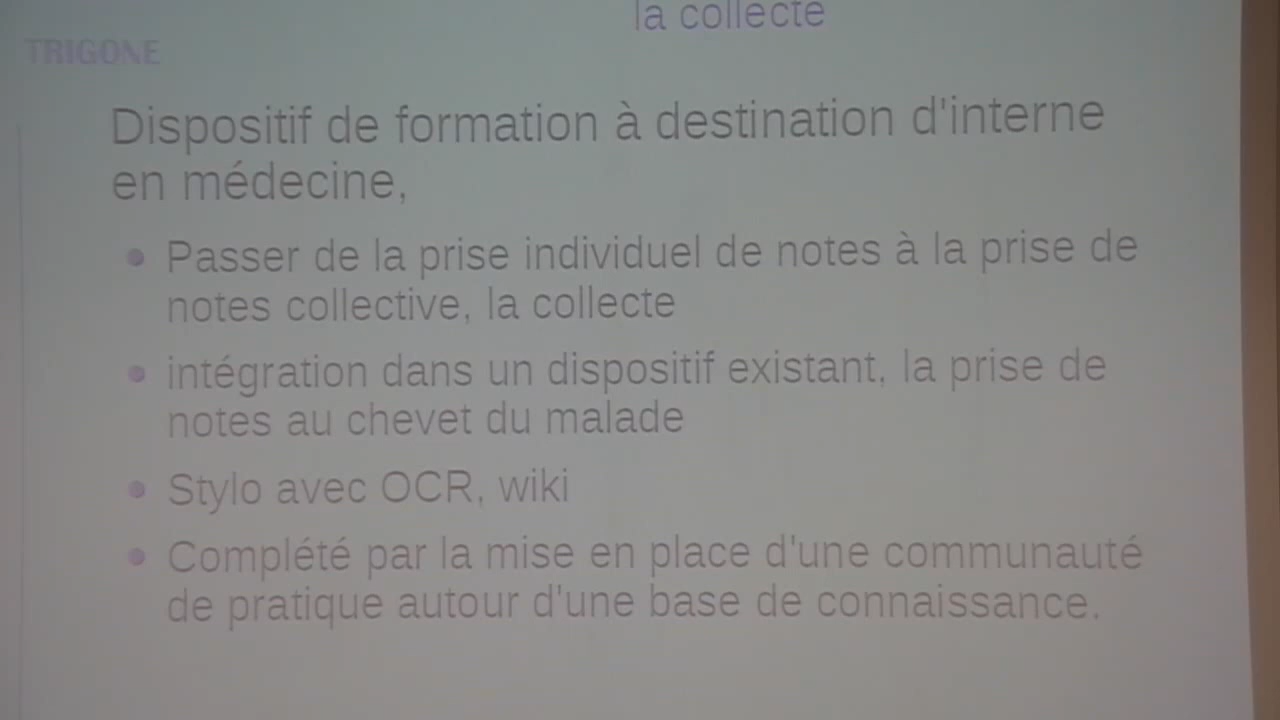 la collecte
TRIGONE
Dispositif de formation à destination d'interne
en médecine,
Passer de la prise individuel de notes à la prise de
notes collective, la collecte
intégration dans un dispositif existant, la prise de
notes au chevet du malade
Stylo avec OCR, wiki
Complété par la mise en place d'une communauté
de pratique autour d'une base de connaissance.